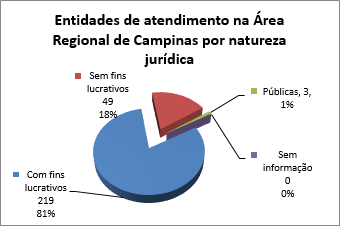 Entidades de atendimento na Área
Regional de Campinas por natureza
jurídica
Sem fins
lucrativos
49
18%
Públicas, 3,
1%
Sem
informação
0
0%
Com fins
lucrativos
219
81%